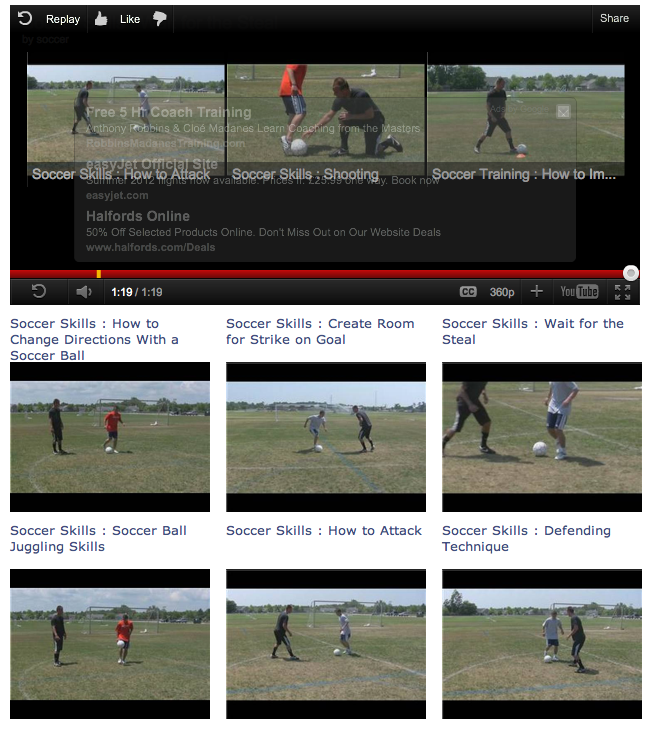 Replay Like Share
by soccer
Ads
Free 5 Hr Coach Training
Anthony Robbins & Cloé Madanes Learn Coaching from the Masters
RobbinsMadanesTraining.com
easyJet Official Site
Soccer Skills : How to Attack Soccer Skills : Shooting Soccer Training : How to Im...
Summer 2012 flights now available. Prices fr. £25.99 one way. Book now
easyjet.com
Halfords Online
50% Off Selected Products Online. Don't Miss Out on Our Website Deals
www.halfords.com/Deals
1:19 / 1:19 CC 360p YouTube
Soccer Skills : How to
Change Directions With a
Soccer Ball
Soccer Skills : Create Room
for Strike on Goal
Soccer Skills : Wait for the
Steal
Soccer Skills : Soccer Ball
Juggling Skills
Soccer Skills : How to Attack
Soccer Skills : Defending
Technique